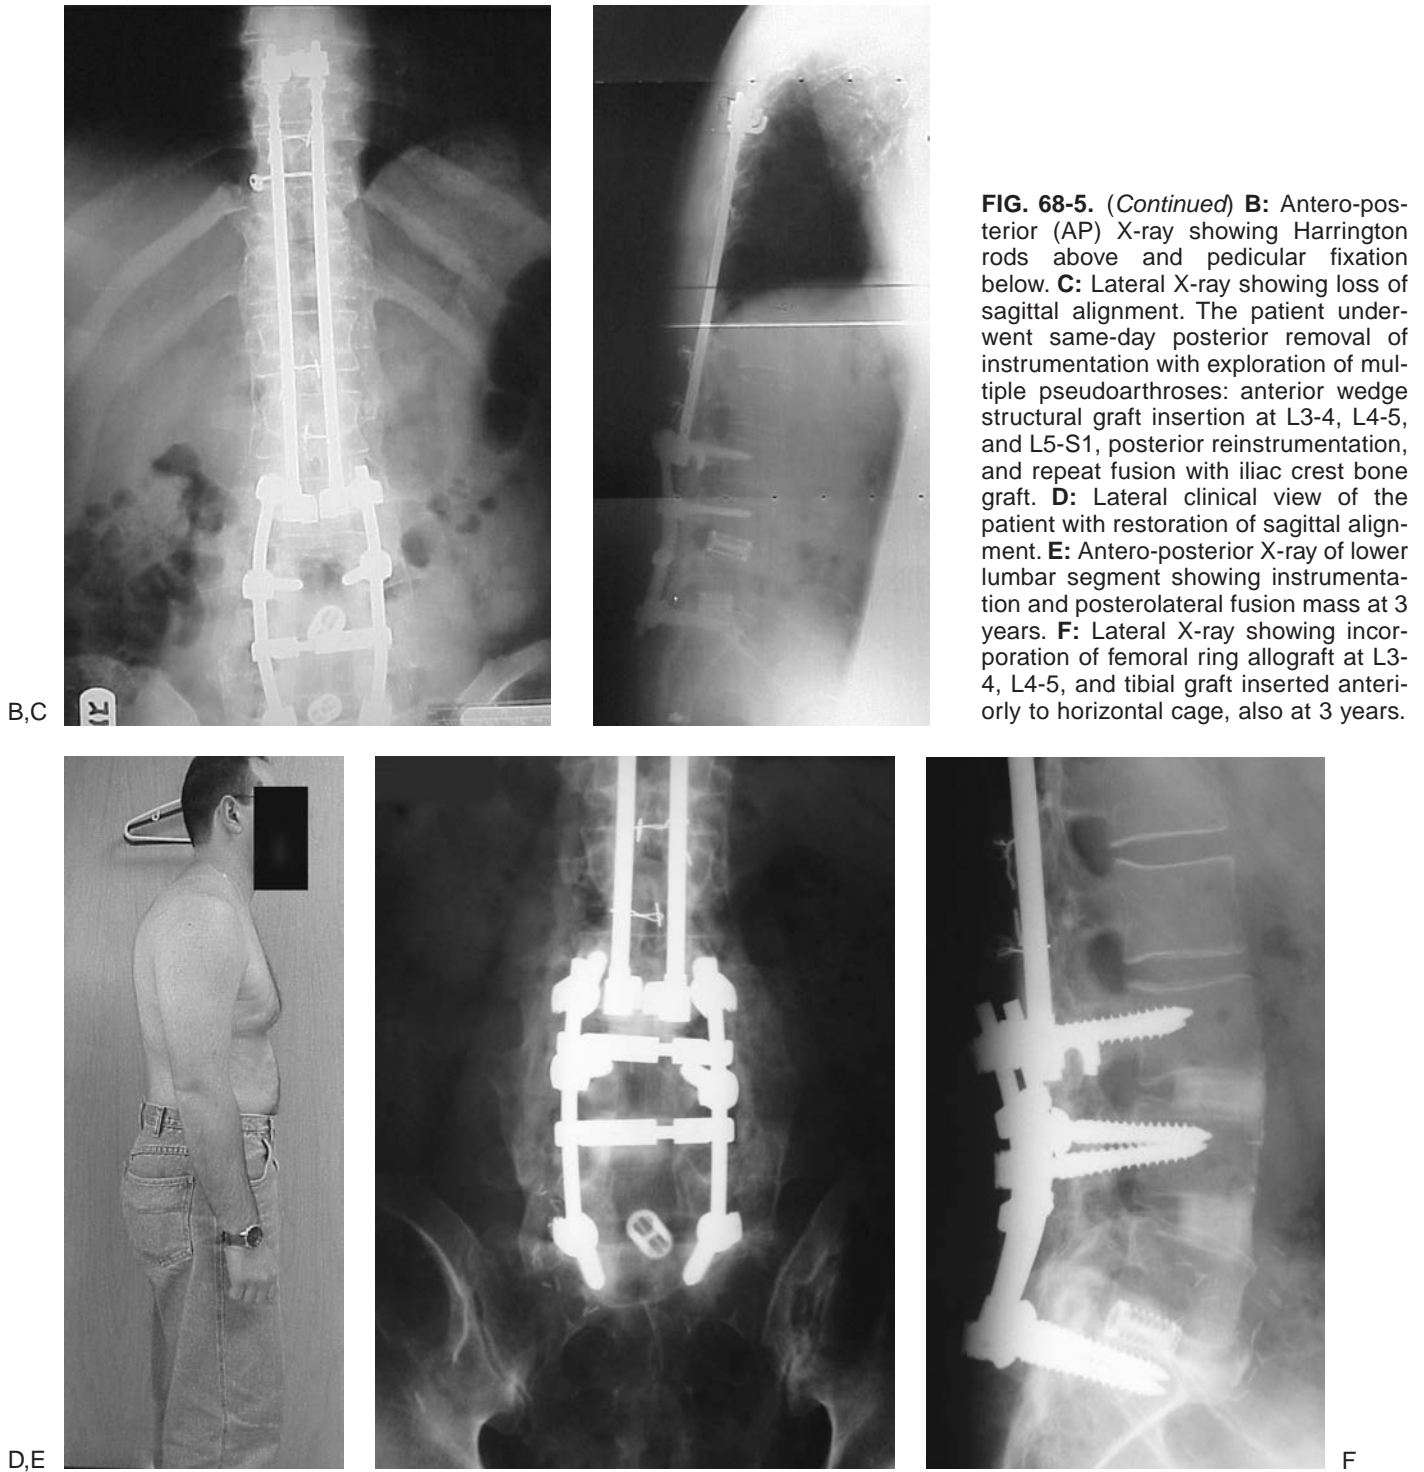 FIG. 68-5. (Continued) B: Antero-pos-
terior (AP) X-ray showing Harrington
rods above and pedicular fixation
below. C: Lateral X-ray showing loss of
sagittal alignment. The patient under-
went same-day posterior removal of
instrumentation with exploration of mul-
tiple pseudoarthroses: anterior wedge
structural graft insertion at L3-4, L4-5,
and L5-S1, posterior reinstrumentation,
and repeat fusion with iliac crest bone
graft. D: Lateral clinical view of the
patient with restoration of sagittal align-
ment. E: Antero-posterior X-ray of lower
lumbar segment showing instrumenta-
tion and posterolateral fusion mass at 3
years. F: Lateral X-ray showing incor-
poration of femoral ring allograft at L3-
4, L4-5, and tibial graft inserted anteri-
orly to horizontal cage, also at 3 years.
B,C
D,E
F